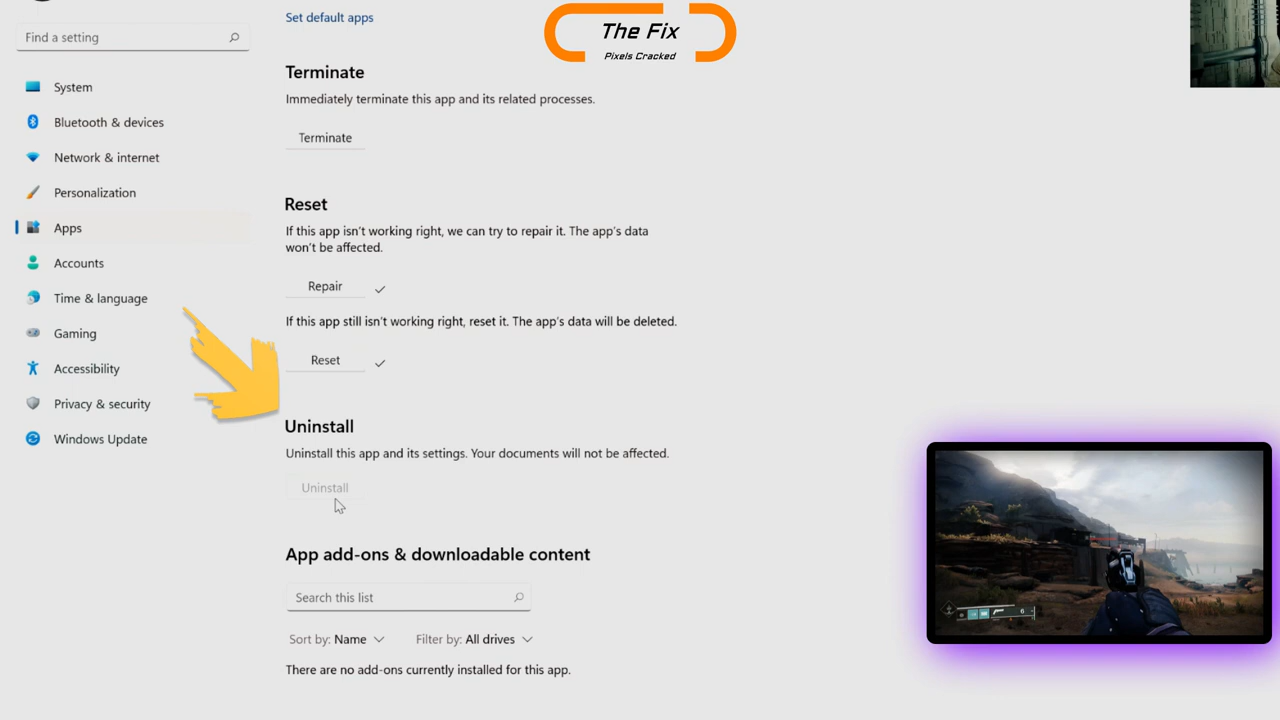 Set default apps
The Fix
Pixels Cracked
Find a setting
System
Bluetooth & devices
Network & internet
Personalization
Apps
Accounts
Time & language
Gaming
Accessibility
Privacy & security
Windows Update
Terminate
Immediately terminate this app and its related processes.
Terminate
Reset
If this app isn't working right, we can try to repair it. The app's data
won't be affected.
Repair
If this app still isn't working right, reset it. The app's data will be deleted.
Reset
Uninstall
Uninstall this app and its settings. Your documents will not be affected.
Uninstall
App add-ons & downloadable content
Search this list
Sort by: Name
Filter by: All drives
There are no add-ons currently installed for this app.